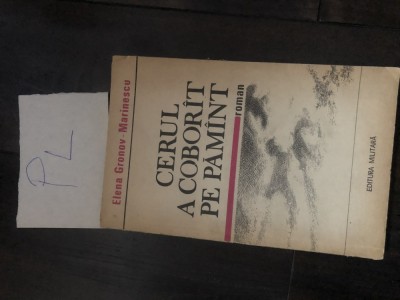 PL
Elena Gronov-Marinescu
CERUL
A COBORÎT
PE PĂMÎNT
roman
EDITURA MILITARĂ